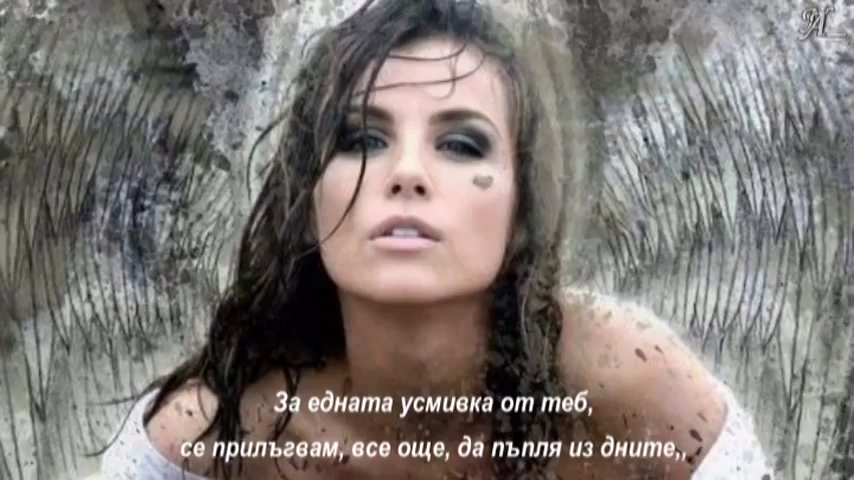 За едната усмивка от теб,
се прилъгвам, все още, да пъпля из дните,,